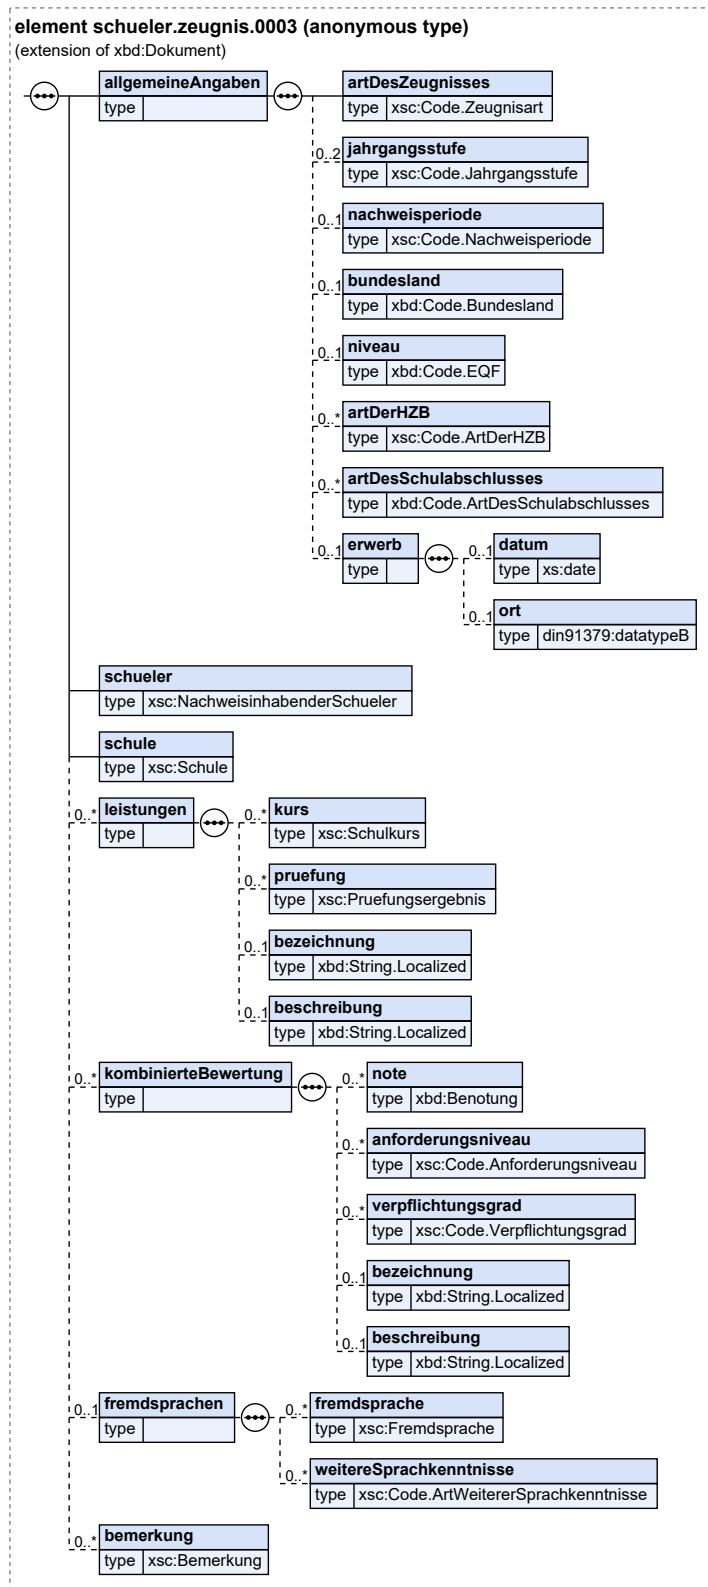 element schueler.zeugnis.0003 (anonymous type)
(extension of xbd:Dokument)
allgemeineAngaben
type
artDesZeugnisses
type xsc:Code.Zeugnisart
0..2 jahrgangsstufe
type xsc:Code.Jahrgangsstufe
0..1 nachweisperiode
type xsc:Code.Nachweisperiode
0..1 bundesland
type xbd:Code.Bundesland
0..1 niveau
type xbd:Code.EQF
0..* artDerHZB
type xsc:Code.ArtDerHZB
0..* artDesSchulabschlusses
type xbd:Code.ArtDesSchulabschlusses
0..1 erwerb
type
0..1 datum
type xs:date
0..1 ort
type din91379:datatypeB
schueler
type xsc:NachweisinhabenderSchueler
schule
type xsc:Schule
0..* leistungen
type
0..* kurs
type xsc:Schulkurs
0..* pruefung
type xsc:Pruefungsergebnis
0..1 bezeichnung
type xbd:String.Localized
0..1 beschreibung
type xbd:String.Localized
0..* kombinierteBewertung
type
0..* note
type xbd:Benotung
0..* anforderungsniveau
type xsc:Code.Anforderungsniveau
0..* verpflichtungsgrad
type xsc:Code.Verpflichtungsgrad
0..1 bezeichnung
type xbd:String.Localized
0..1 beschreibung
type xbd:String.Localized
0..1 fremdsprachen
type
0..* fremdsprache
type xsc:Fremdsprache
0..* weitereSprachkenntnisse
type xsc:Code.ArtWeitererSprachkenntnisse
0..* bemerkung
type xsc:Bemerkung